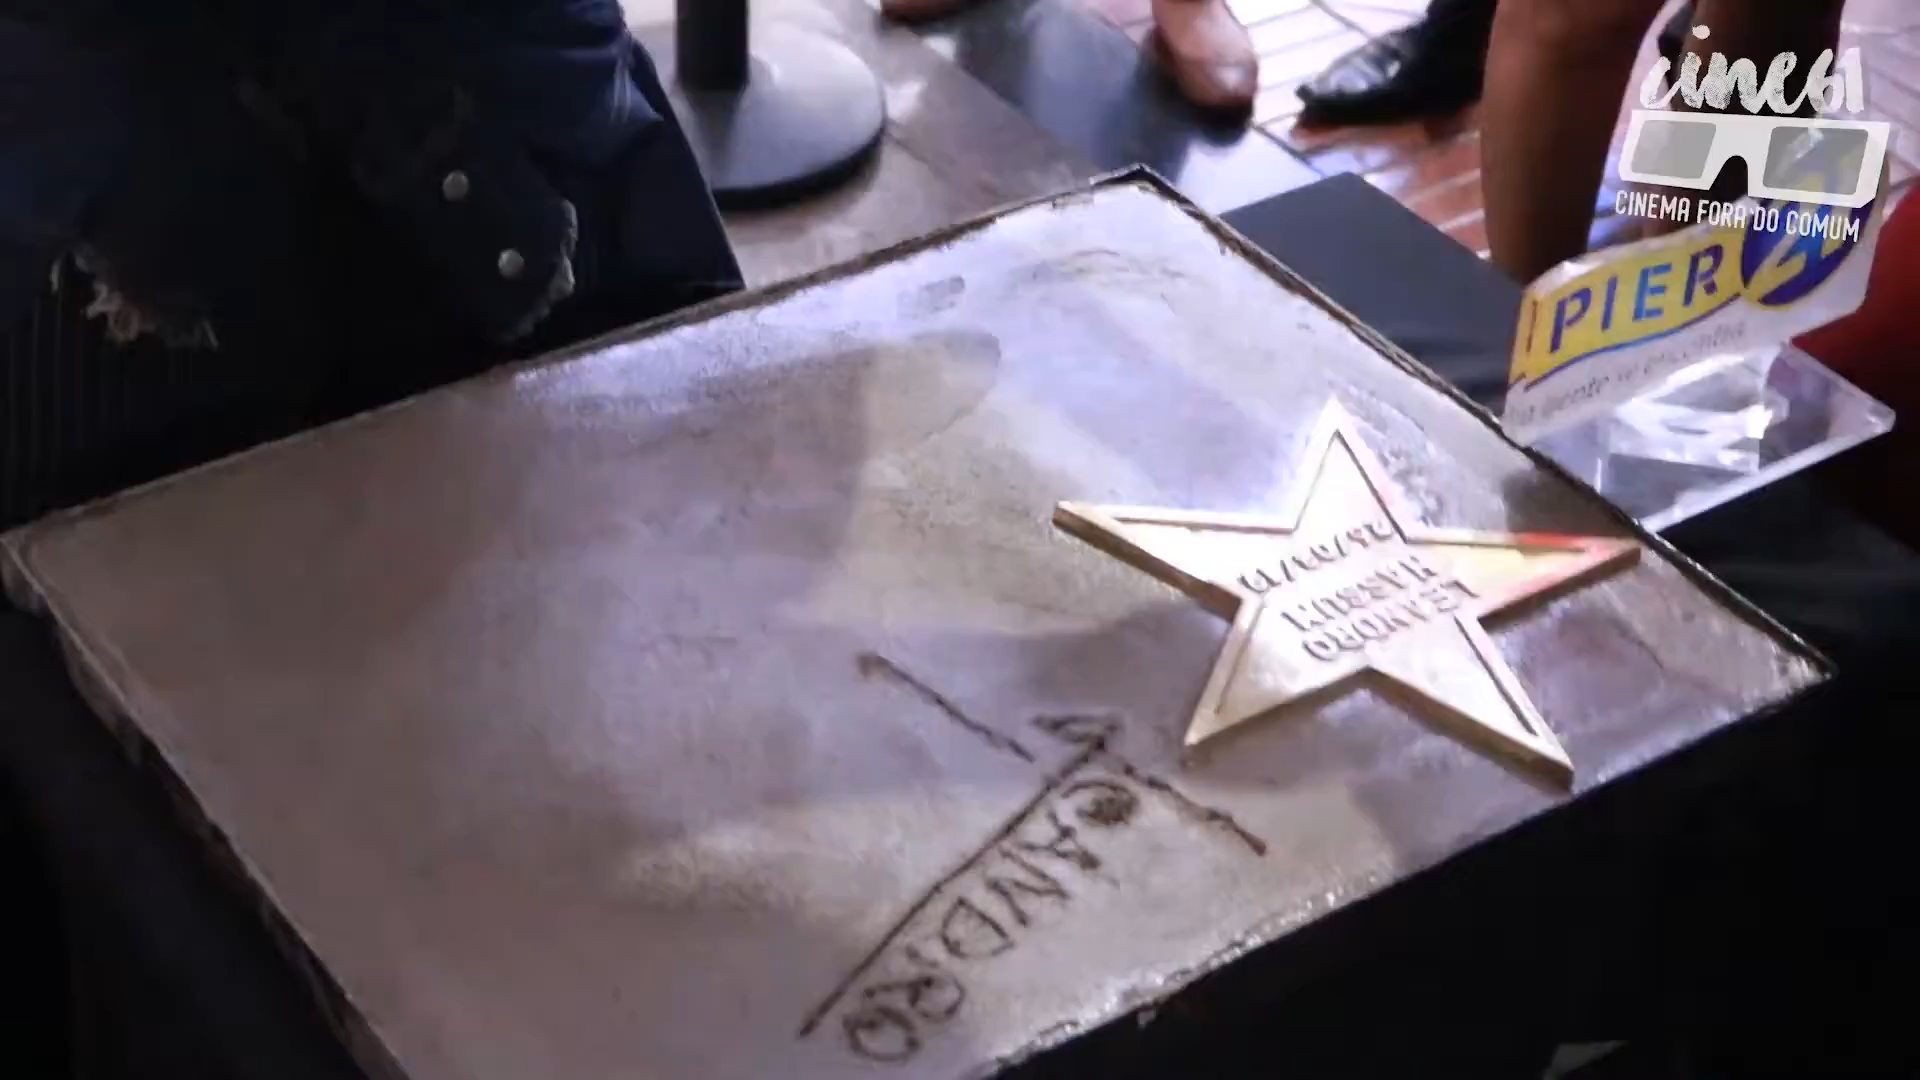 cine61
CINEMA FORA DO COMUM
PIER 21
LEANDRO
HASSUM
LEANDRO